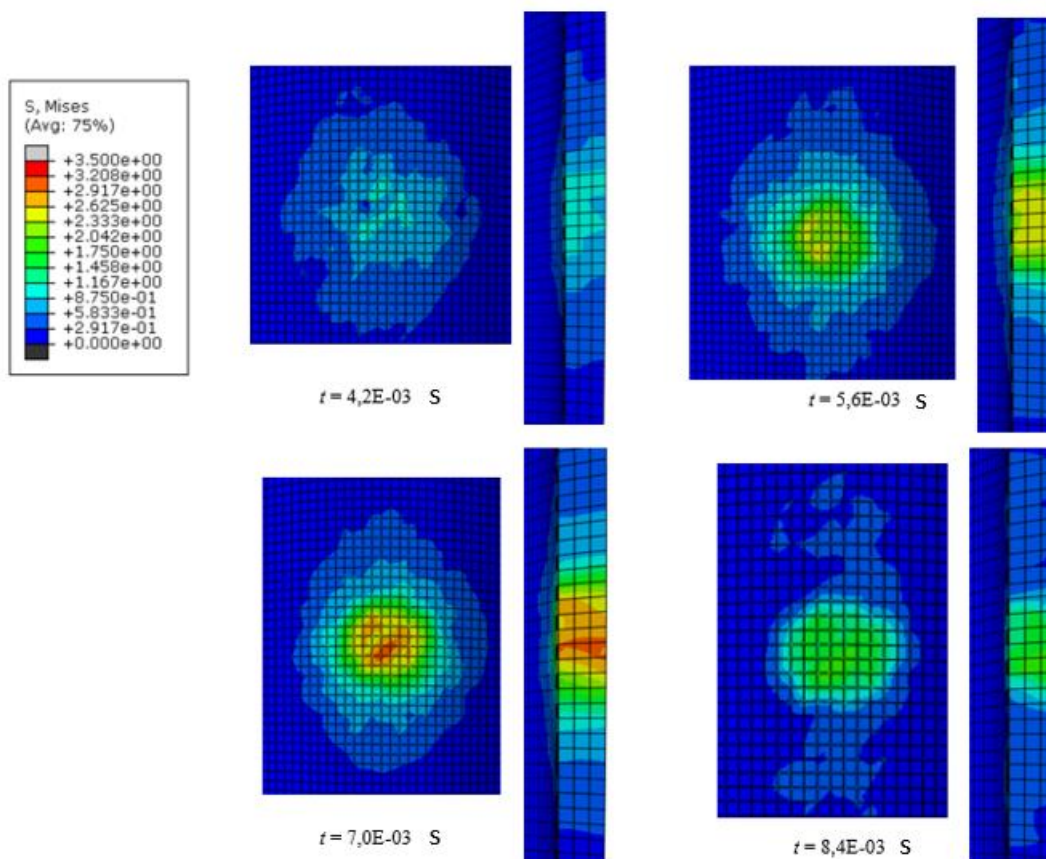 S, Mises
(Avg: 75%)
+3.500e+00
+3.208e+00
+2.917e+00
+2.625e+00
+2.333e+00
+2.042e+00
+1.750e+00
+1.458e+00
+1.167e+00
+8.750e-01
+5.833e-01
+2.917e-01
+0.000e+00
t = 4,2E-03 S
t = 5,6E-03 S
t = 7,0E-03 S
t = 8,4E-03 S